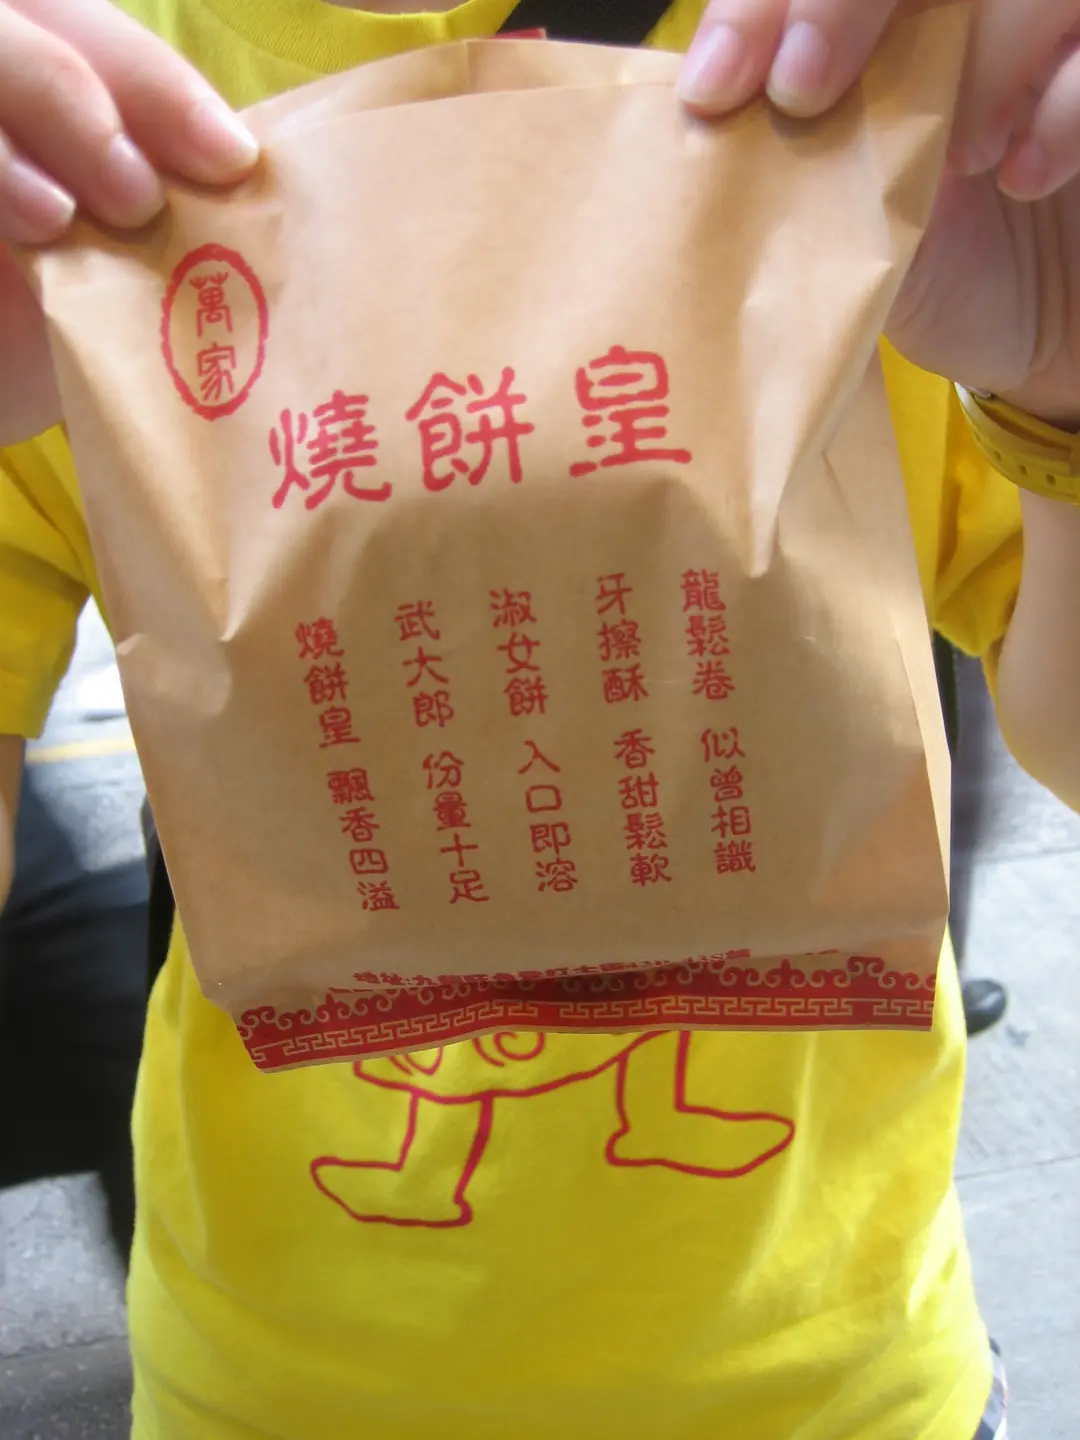 萬家
燒餅皇
龍鬆卷 似曾相識
牙擦酥 香甜鬆軟
淑女餅 入口即溶
武大郎 份量十足
燒餅皇 飄香四溢